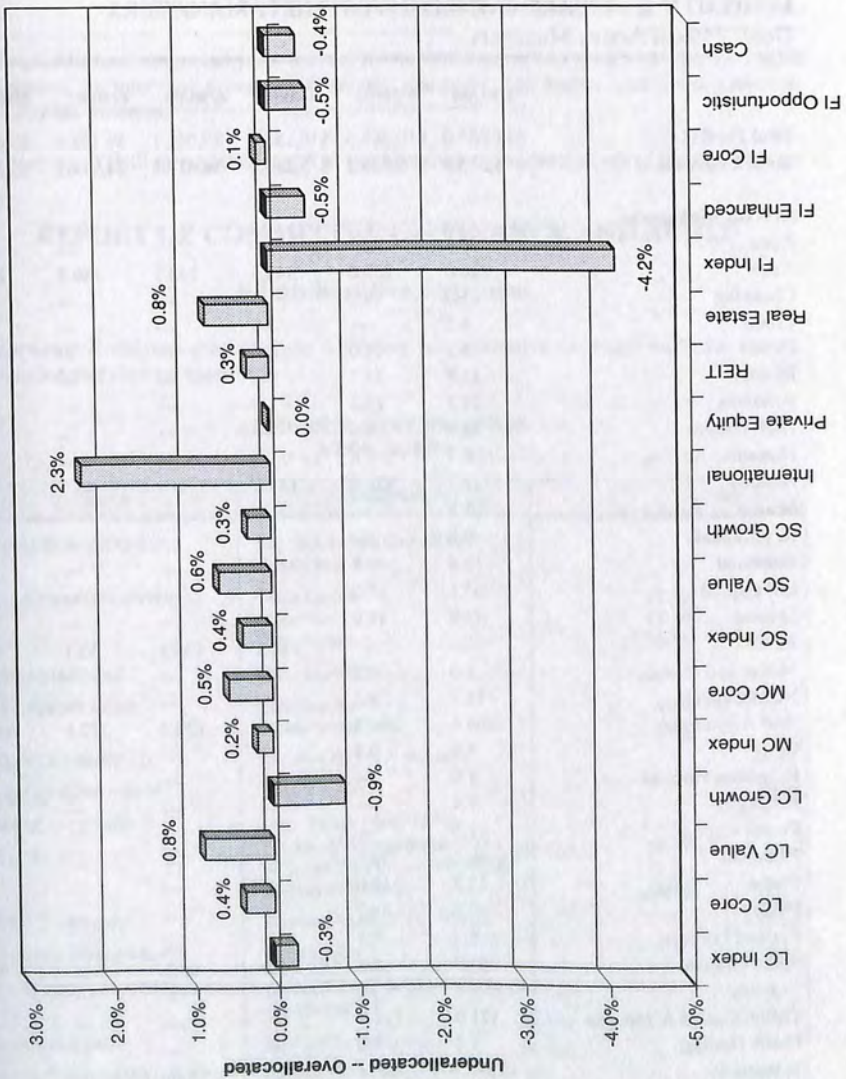 3.0%
2.0%
1.0%
0.0%
-1.0%
-2.0%
-3.0%
-4.0%
-5.0%
Underallocated -- Overallocated
-0.3%
0.4%
0.8%
-0.9%
0.2%
0.5%
0.4%
0.6%
0.3%
2.3%
0.0%
0.3%
0.8%
-4.2%
-0.5%
0.1%
-0.5%
-0.4%
LC Index
LC Core
LC Value
LC Growth
MC Index
MC Core
SC Index
SC Value
SC Growth
International
Private Equity
REIT
Real Estate
FI Index
FI Enhanced
FI Core
FI Opportunistic
Cash